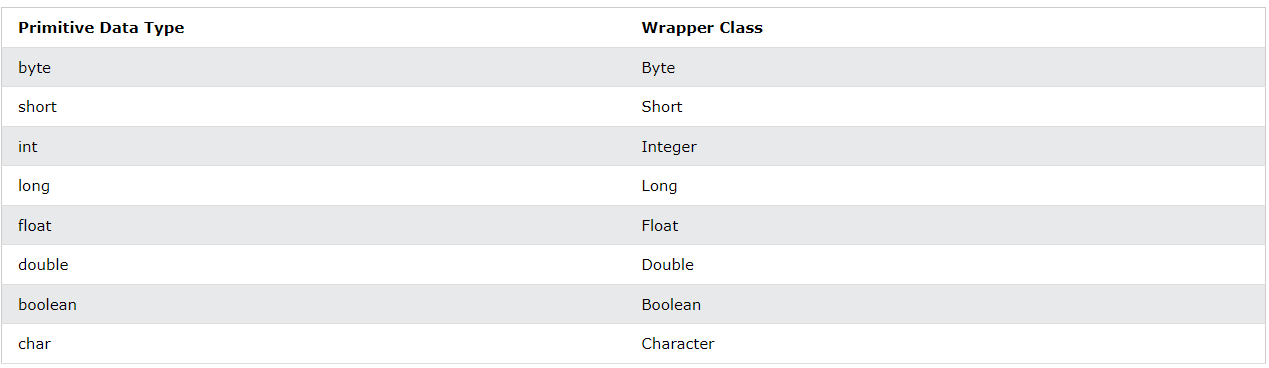 Primitive Data Type Wrapper Class
byte Byte
short Short
int Integer
long Long
float Float
double Double
boolean Boolean
char Character